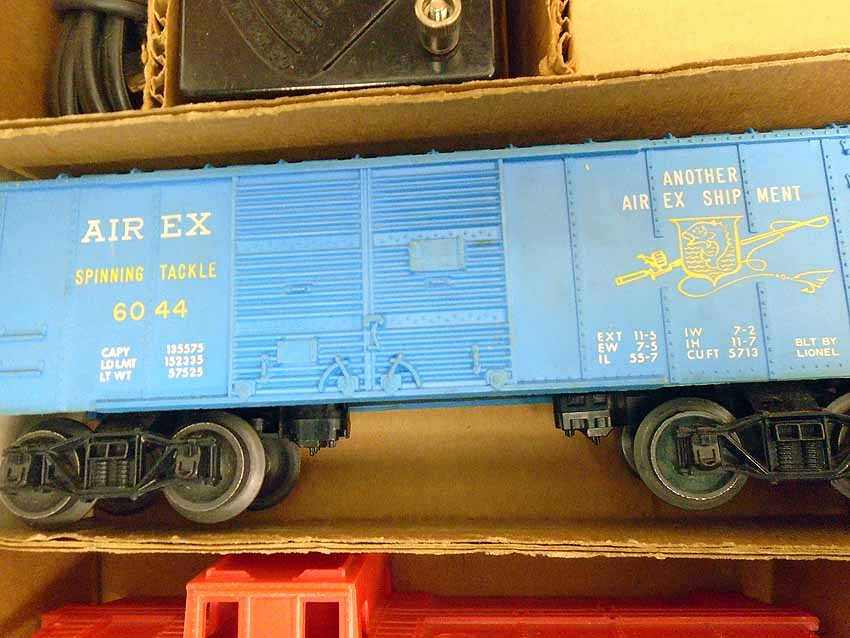 AIR EX
SPINNING TACKLE
6044
CAPY 135575
LD LMT 152335
LT WT 57525
ANOTHER
AIR EX SHIPMENT
EXT 11-5 IW 7-2
EW 7-5 IH 11-7
IL 55-7 CU FT 5713
BLT BY
LIONEL